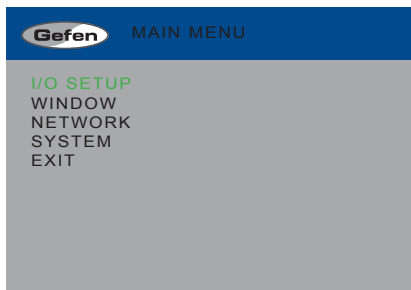 Gefen MAIN MENU
I/O SETUP
WINDOW
NETWORK
SYSTEM
EXIT